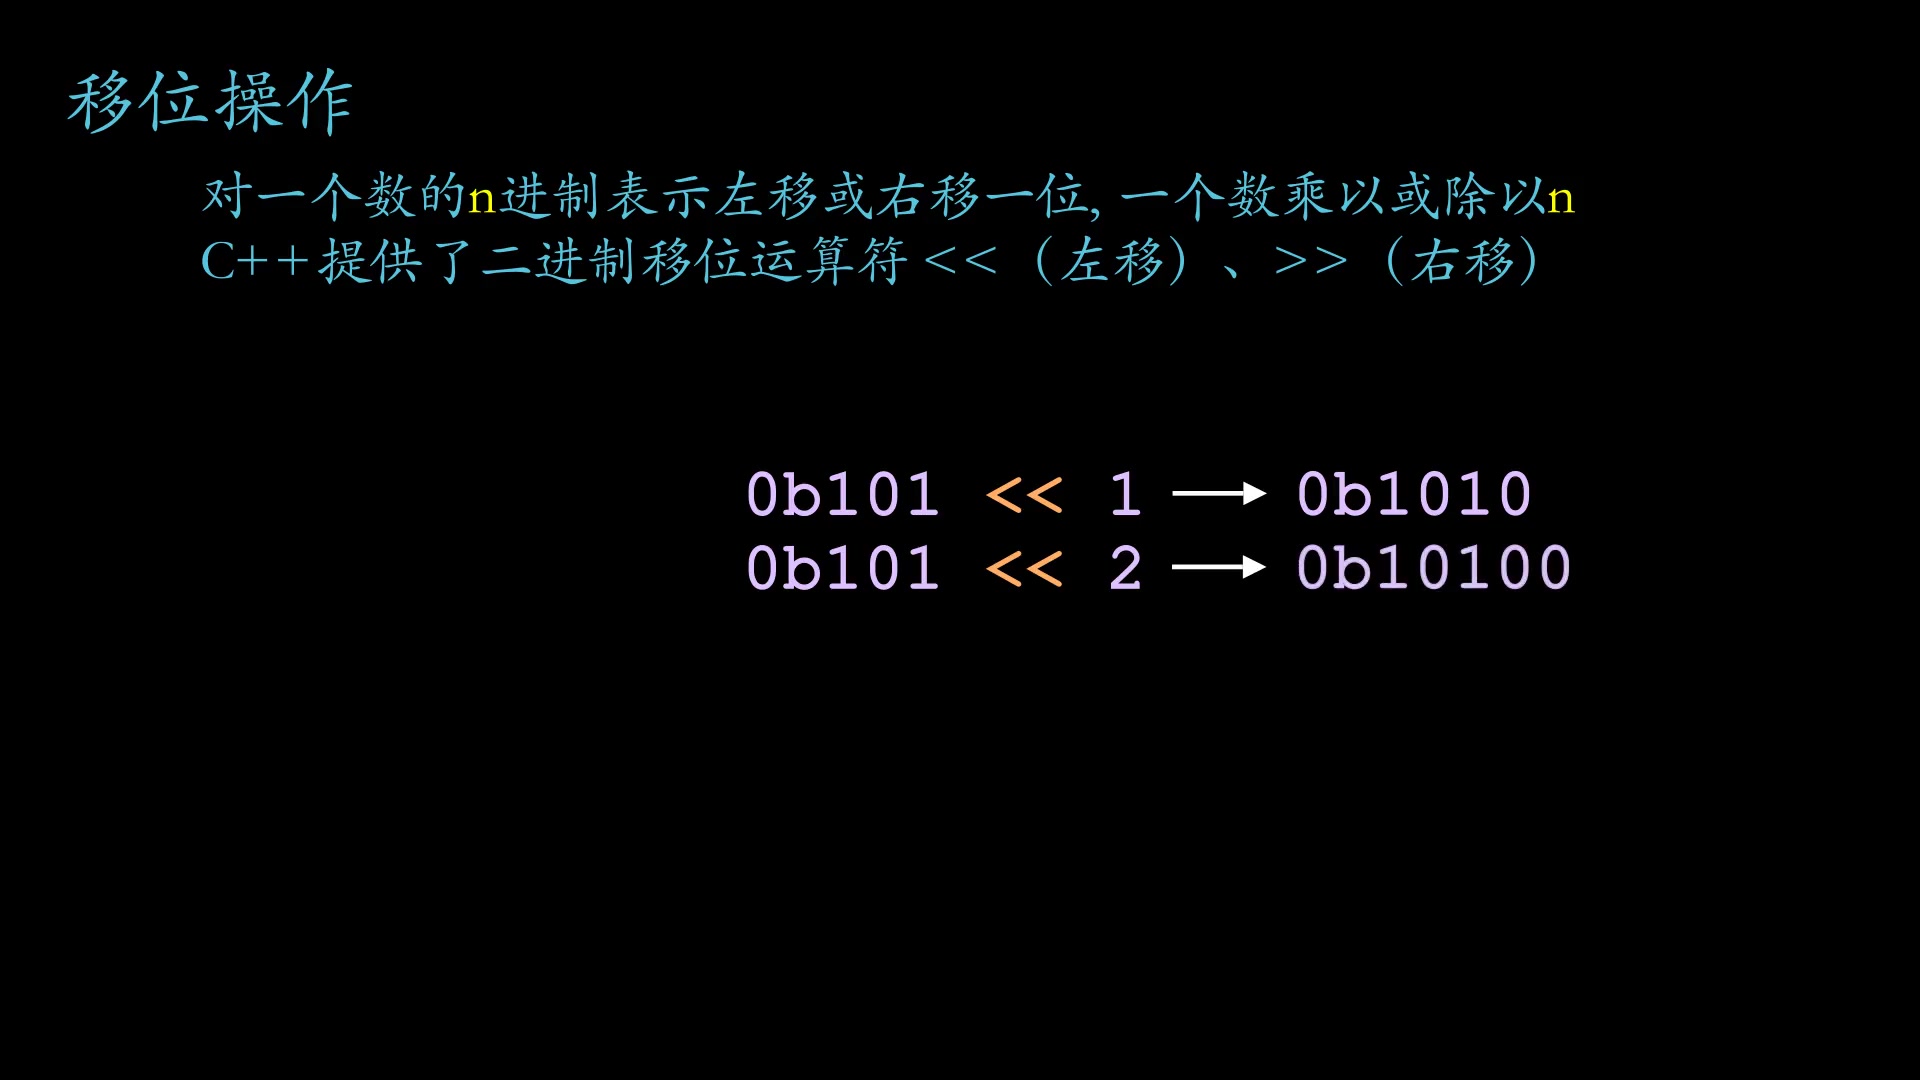 移位操作
对一个数的n进制表示左移或右移一位, 一个数乘以或除以n
C++提供了二进制移位运算符 <<（左移）、>>（右移）
0b101 << 1 → 0b1010
0b101 << 2 → 0b10100